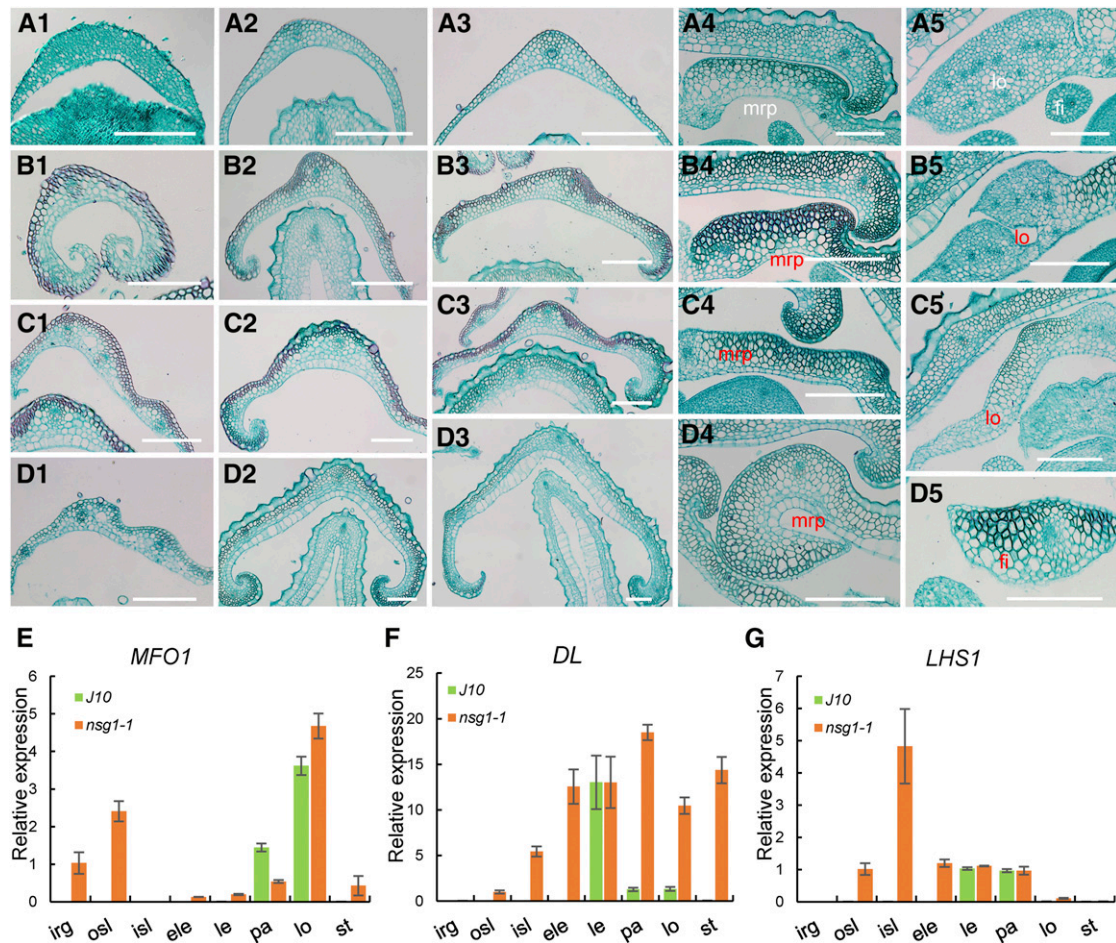 A1 A2 A3 A4 A5
mrp lo fi
B1 B2 B3 B4 B5
mrp lo
C1 C2 C3 C4 C5
mrp lo
D1 D2 D3 D4 D5
mrp fi
E MFO1
Relative expression
6
5
4
3
2
1
0
J10
nsg1-1
irg osl isl ele le pa lo st
F DL
Relative expression
25
20
15
10
5
0
J10
nsg1-1
irg osl isl ele le pa lo st
G LHS1
Relative expression
7
6
5
4
3
2
1
0
J10
nsg1-1
irg osl isl ele le pa lo st